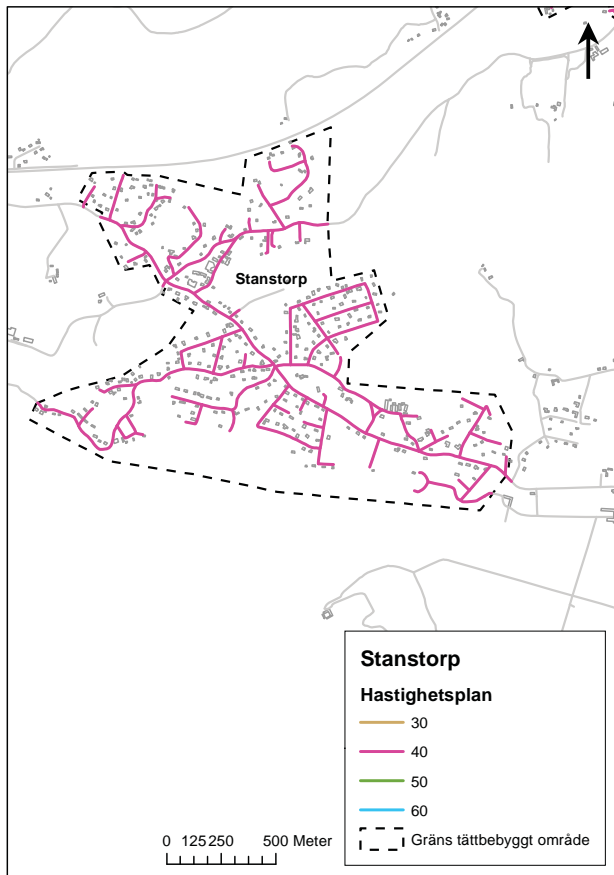 Stanstorp
Stanstorp
Hastighetsplan
30
40
50
60
Gräns tättbebyggt område
0 125 250 500 Meter